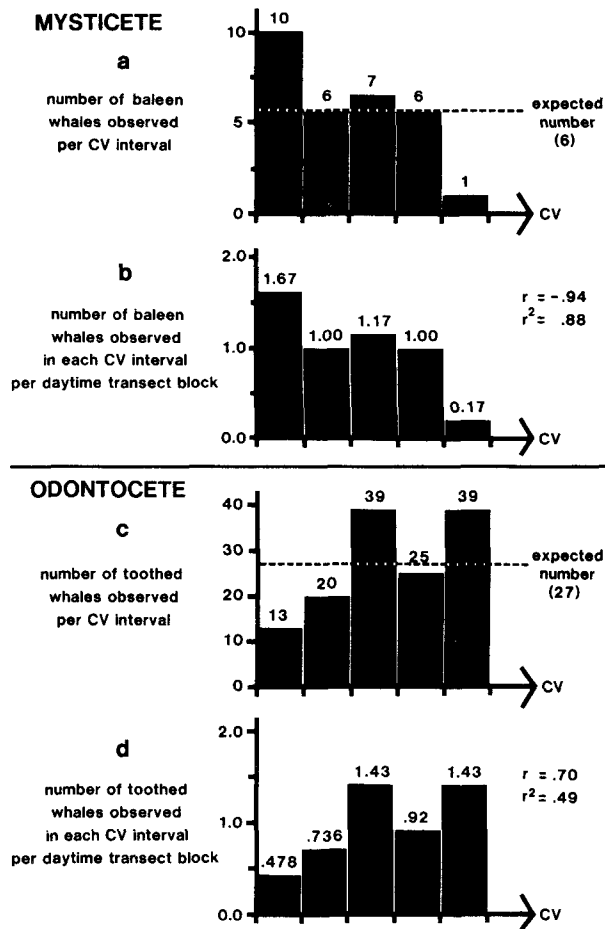 MYSTICETE
a
number of baleen
whales observed
per CV interval
10
5
0
10
6
7
6
1
expected
number
(6)
CV
b
number of baleen
whales observed
in each CV interval
per daytime transect block
2.0
1.0
0.0
1.67
1.00
1.17
1.00
0.17
r = -.94
r² = .88
CV
ODONTOCETE
c
number of toothed
whales observed
per CV interval
40
30
20
10
0
13
20
39
25
39
expected
number
(27)
CV
d
number of toothed
whales observed
in each CV interval
per daytime transect block
2.0
1.0
0.0
.478
.736
1.43
.92
1.43
r = .70
r² = .49
CV